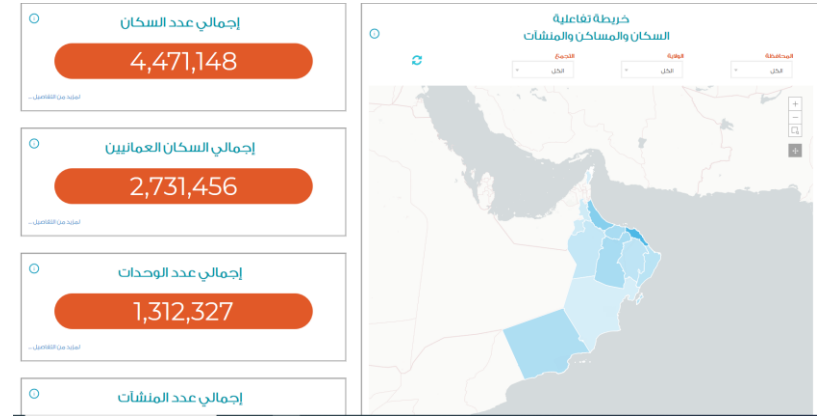 خريطة تفاعلية
السكان والمساكن والمنشآت
المحافظة
الولاية
التجمع
الكل
الكل
الكل
إجمالي عدد السكان
4,471,148
لمزيد من التفاصيل ...
إجمالي السكان العمانيين
2,731,456
لمزيد من التفاصيل ...
إجمالي عدد الوحدات
1,312,327
لمزيد من التفاصيل ...
إجمالي عدد المنشآت